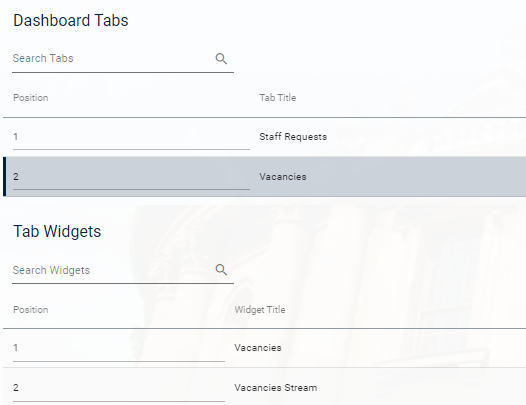 Dashboard Tabs
Search Tabs
Position Tab Title
1 Staff Requests
2 Vacancies
Tab Widgets
Search Widgets
Position Widget Title
1 Vacancies
2 Vacancies Stream